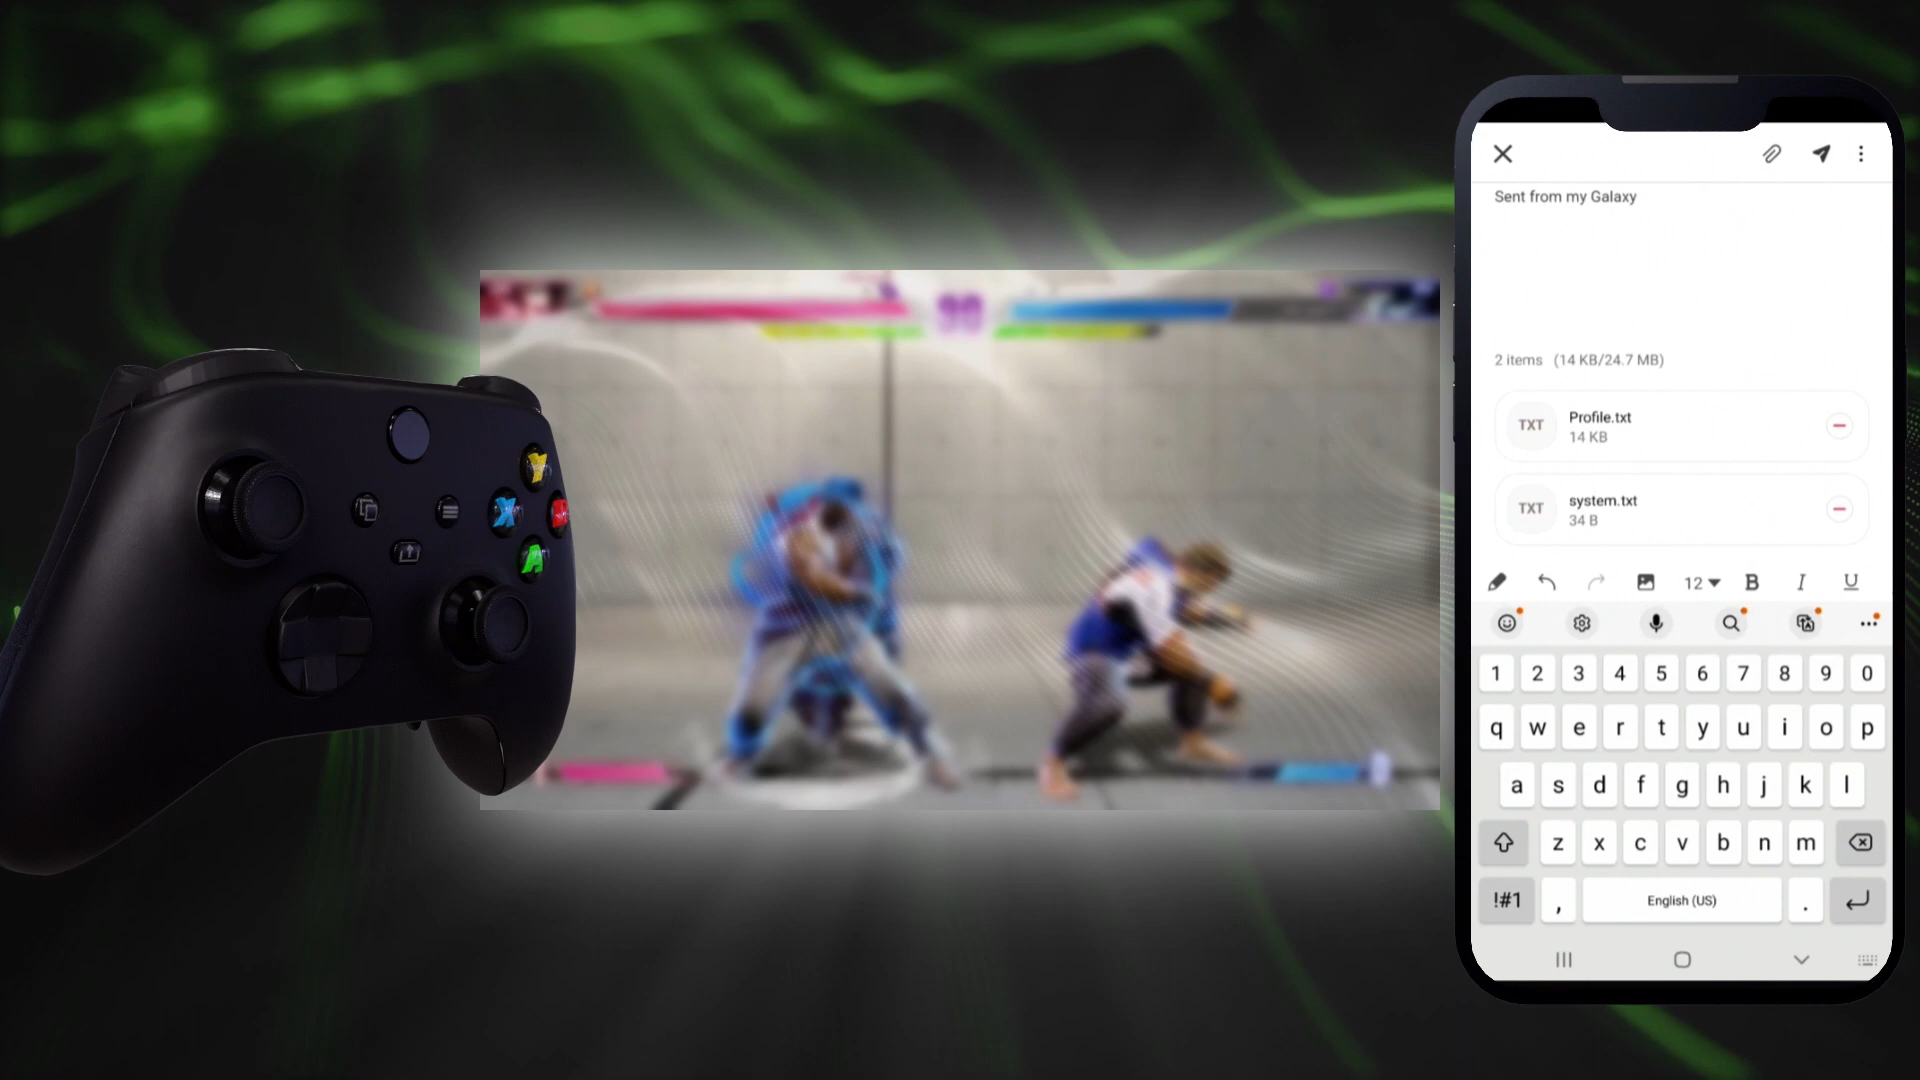 Y
X
A
Sent from my Galaxy
2 items (14 KB/24.7 MB)
TXT Profile.txt
14 KB
TXT system.txt
34 B
12 B I U
1 2 3 4 5 6 7 8 9 0
q w e r t y u i o p
a s d f g h j k l
z x c v b n m
!#1 , English (US) .